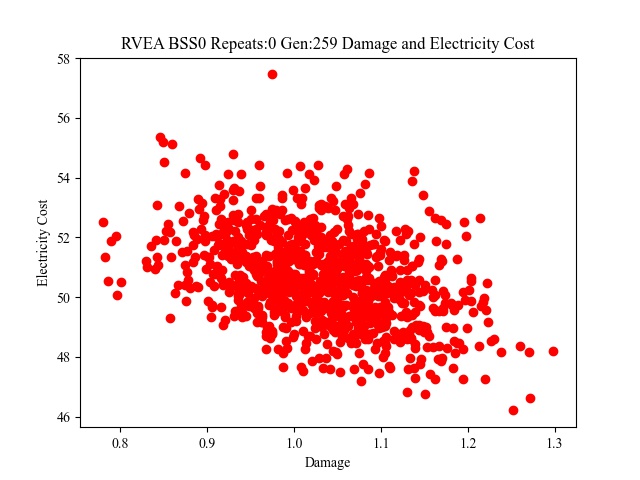 RVEA BSS0 Repeats:0 Gen:259 Damage and Electricity Cost
58
56
54
52
50
48
46
Electricity Cost
0.8 0.9 1.0 1.1 1.2 1.3
Damage